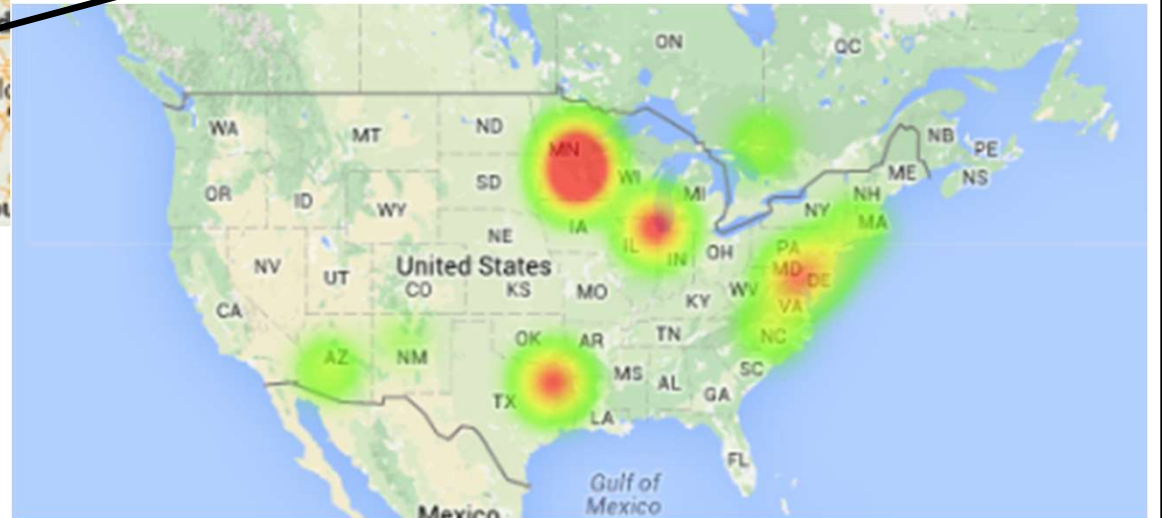 ON
QC
WA
MT
ND
MN
NB
PE
OR
ID
SD
WI
MI
ME
NS
WY
NH
NY
MA
IA
NE
IL
IN
OH
PA
NV
UT
United States
CO
KS
MO
WV
MD
DE
CA
KY
VA
OK
AR
TN
NC
AZ
NM
TX
MS
AL
SC
GA
LA
FL
Gulf of
Mexico
Mexico